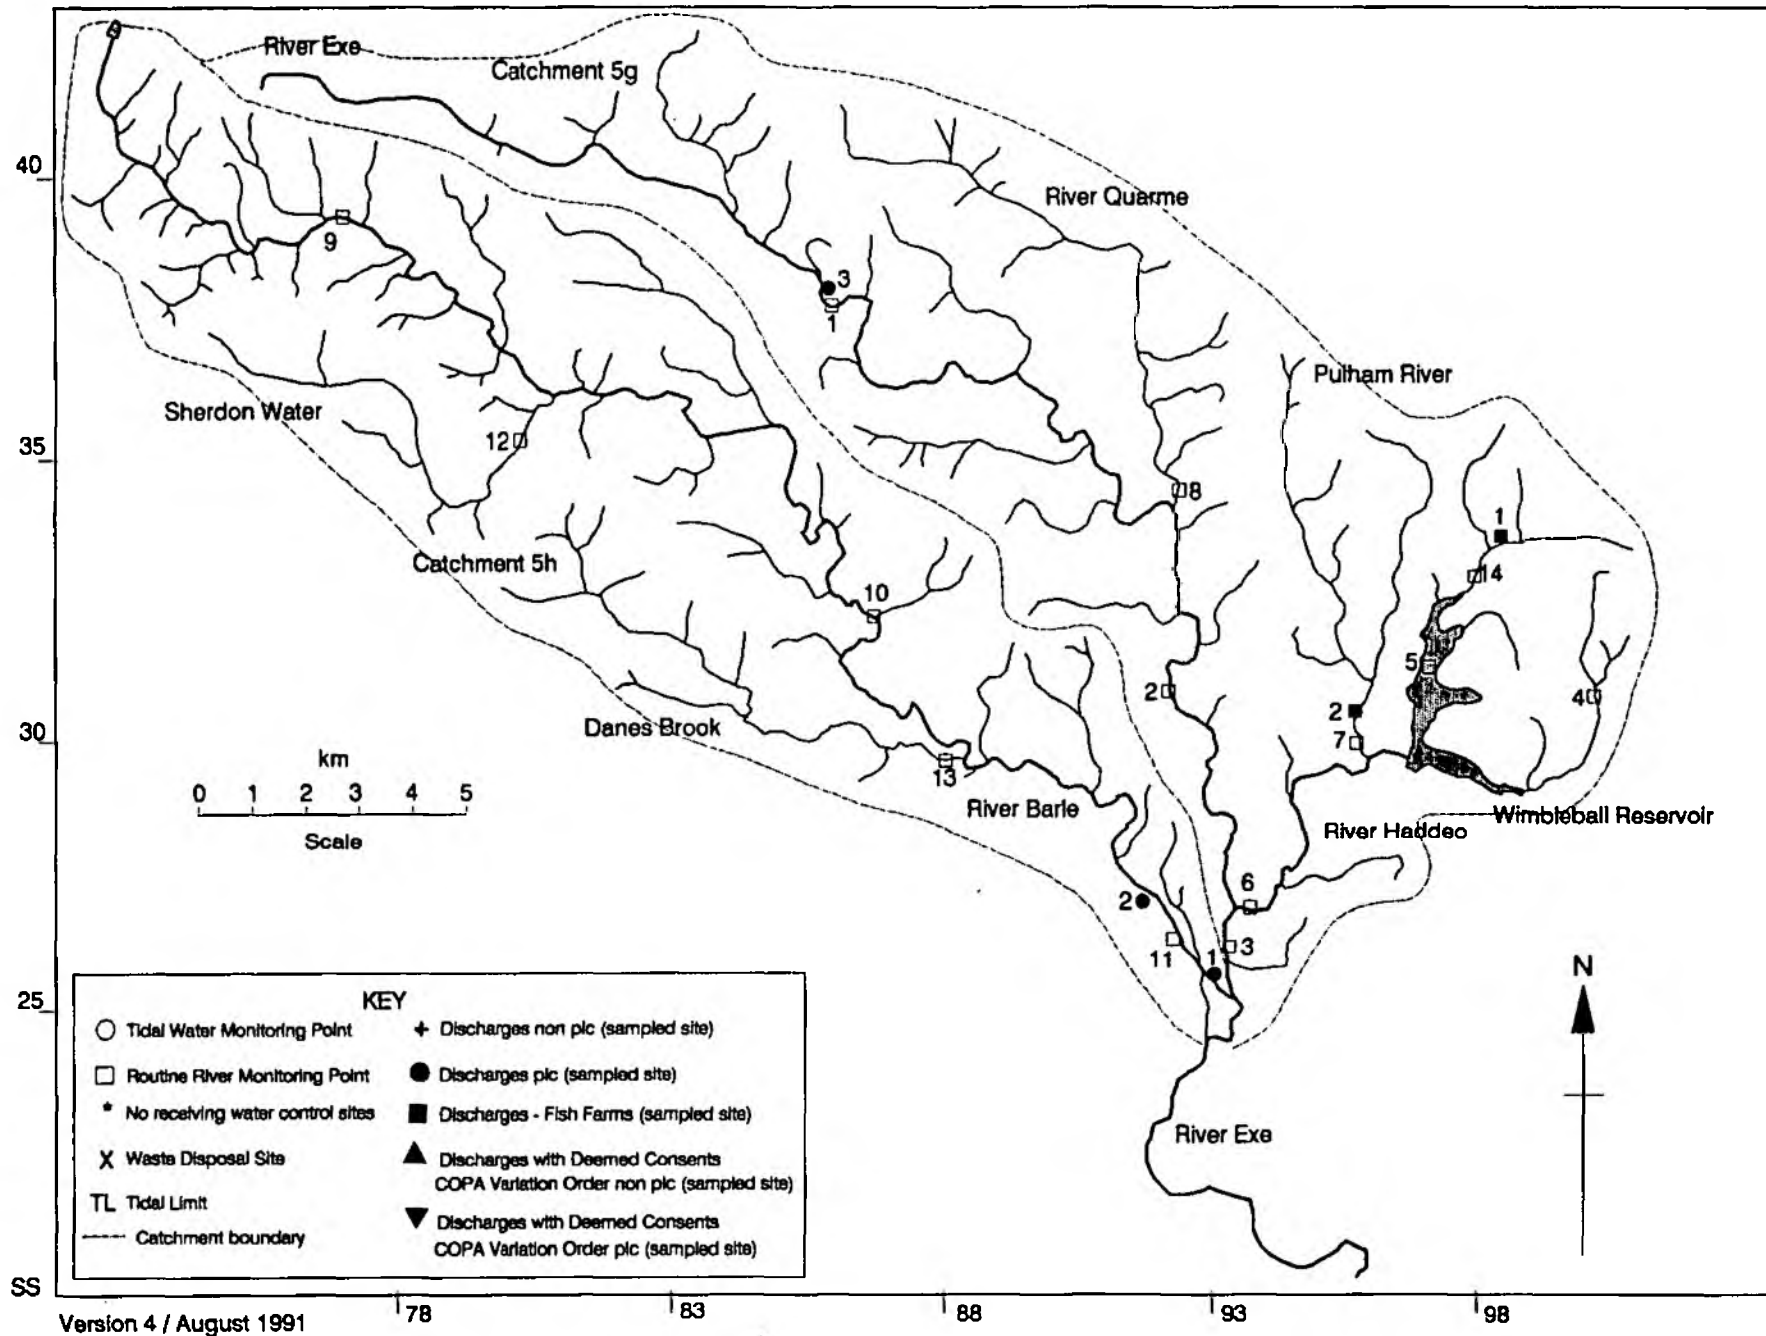 River Exe
Catchment 5g
40
River Quarme
9
3
1
Pulham River
Sherdon Water
35
12
8
1
Catchment 5h
14
10
5
2
4
Danes Brook
30
2
7
km
13
0 1 2 3 4 5
River Barle
Wimbleball Reservoir
Scale
River Haddeo
6
2
11
1
3
N
25
KEY
Tidal Water Monitoring Point
+ Discharges non plc (sampled site)
Routine River Monitoring Point
Discharges plc (sampled site)
* No receiving water control sites
Discharges - Fish Farms (sampled site)
X Waste Disposal Site
Discharges with Deemed Consents
COPA Variation Order non plc (sampled site)
TL Tidal Limit
Discharges with Deemed Consents
Catchment boundary
COPA Variation Order plc (sampled site)
River Exe
SS
78 83 88 93 98
Version 4 / August 1991